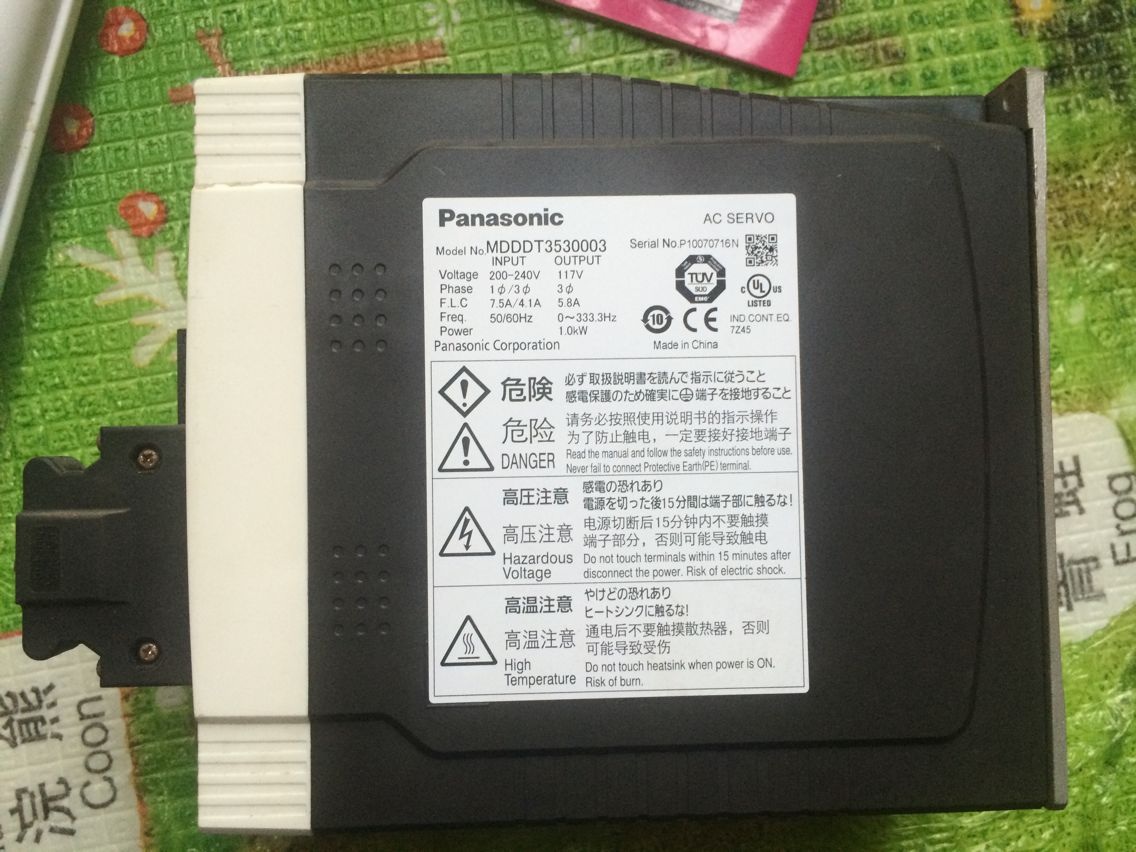 Panasonic
AC SERVO
Model No. MDDDT3530003
Serial No. P10070716N
INPUT OUTPUT
Voltage 200-240V 117V
Phase 1ϕ/3ϕ 3ϕ
F.L.C 7.5A/4.1A 5.8A
Freq. 50/60Hz 0～333.3Hz
Power 1.0kW
Panasonic Corporation
TÜV
SUD
EMC
c UL US
LISTED
10
CE
IND.CONT.EQ.
7Z45
Made in China
危険
必ず取扱説明書を読んで指示に従うこと
感電保護のため確実に⏚端子を接地すること
危险
请务必按照使用说明书的指示操作
为了防止触电，一定要接好接地端子
DANGER
Read the manual and follow the safety instructions before use.
Never fail to connect Protective Earth(PE) terminal.
高圧注意
感電の恐れあり
電源を切った後15分間は端子部に触るな!
高压注意
电源切断后15分钟内不要触摸
端子部分，否则可能导致触电
Hazardous
Voltage
Do not touch terminals within 15 minutes after
disconnect the power. Risk of electric shock.
高温注意
やけどの恐れあり
ヒートシンクに触るな!
高温注意
通电后不要触摸散热器，否则
可能导致受伤
High
Temperature
Do not touch heatsink when power is ON.
Risk of burn.
浣熊
Coon
青蛙
Frog